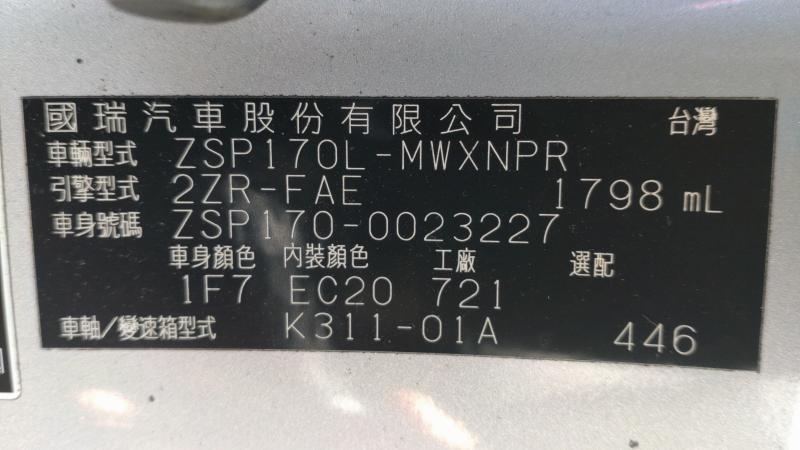 國瑞汽車股份有限公司 台灣
車輛型式 ZSP170L-MWXNPR
引擎型式 2ZR-FAE 1798 mL
車身號碼 ZSP170-0023227
車身顏色 內裝顏色 工廠 選配
1F7 EC20 721
車軸/變速箱型式 K311-01A 446